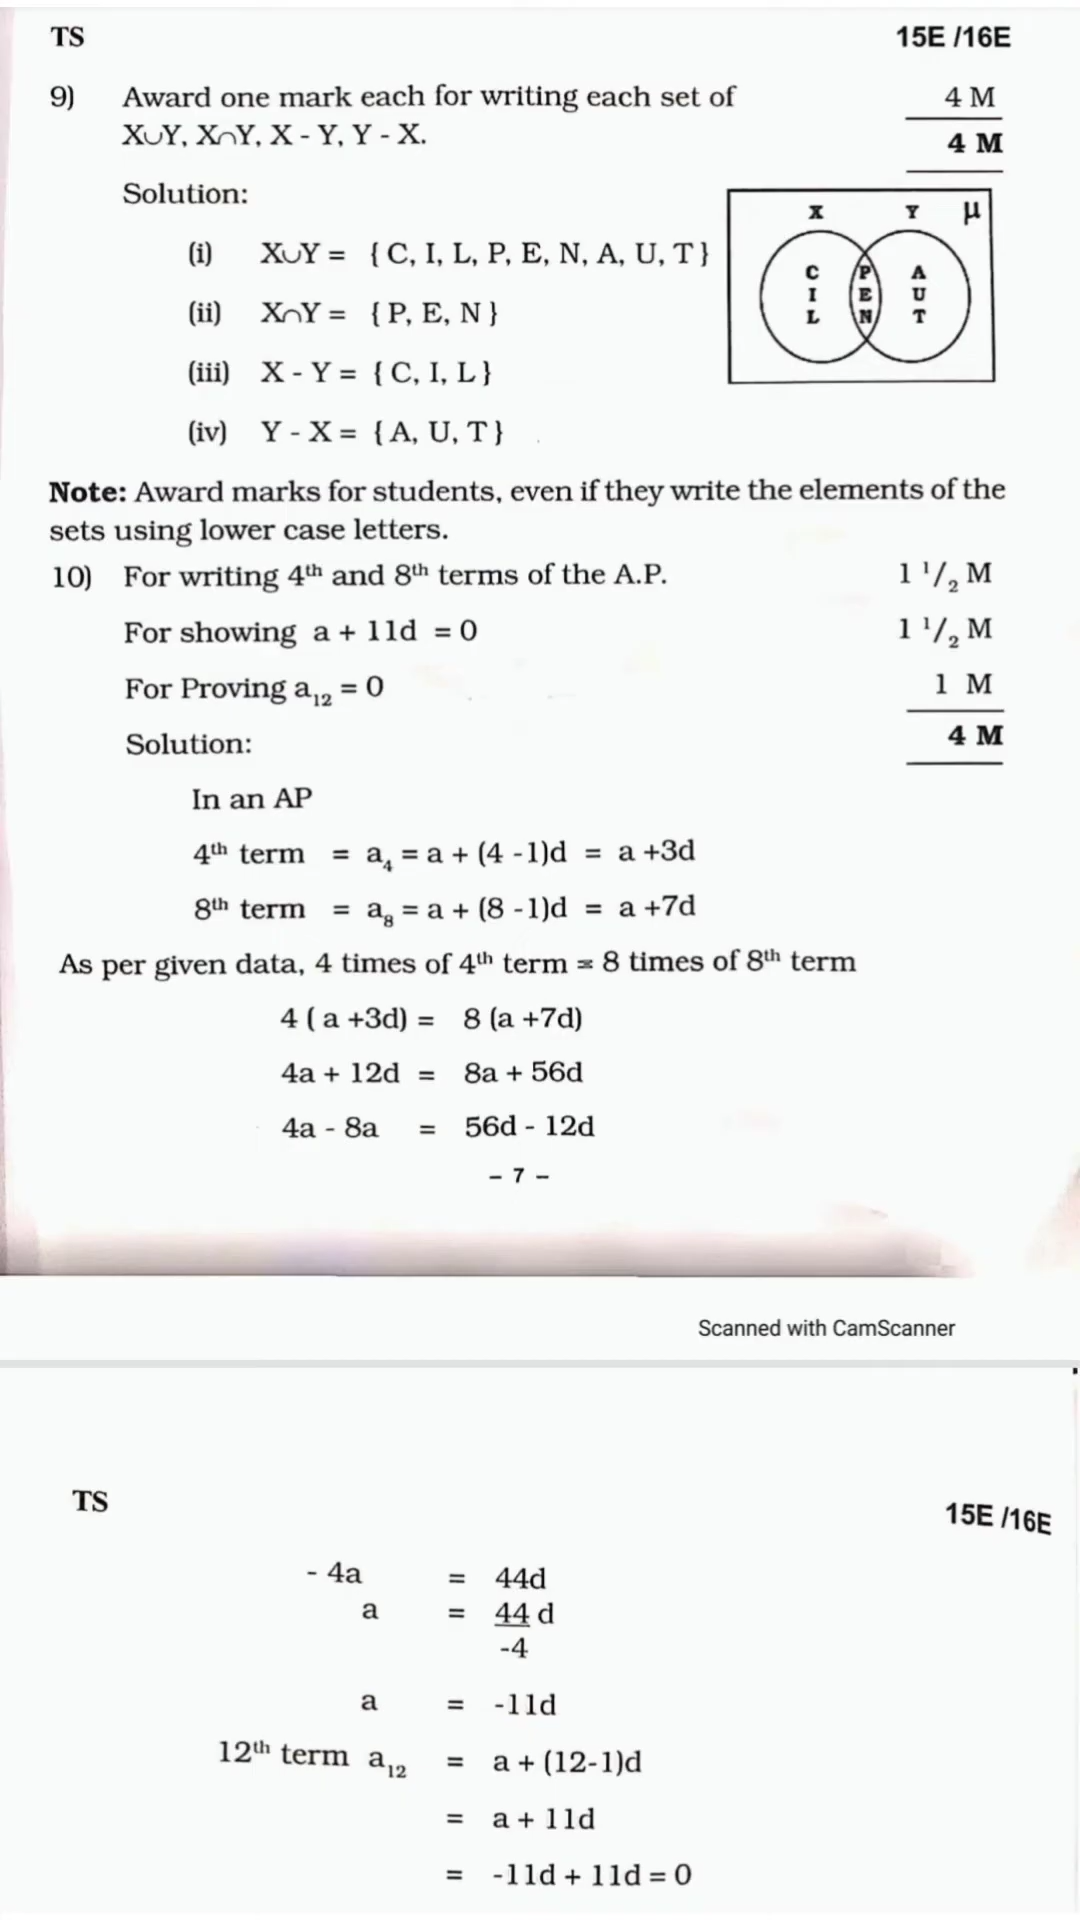 TS 15E /16E
9) Award one mark each for writing each set of 4 M
X∪Y, X∩Y, X - Y, Y - X. 4 M
Solution:
X Y μ
(i) X∪Y = { C, I, L, P, E, N, A, U, T }
C P A
I E U
L N T
(ii) X∩Y = { P, E, N }
(iii) X - Y = { C, I, L }
(iv) Y - X = { A, U, T }
Note: Award marks for students, even if they write the elements of the
sets using lower case letters.
10) For writing 4th and 8th terms of the A.P. 1 1/2 M
For showing a + 11d = 0 1 1/2 M
For Proving a12 = 0 1 M
Solution: 4 M
In an AP
4th term = a4 = a + (4 -1)d = a +3d
8th term = a8 = a + (8 -1)d = a +7d
As per given data, 4 times of 4th term = 8 times of 8th term
4 ( a +3d) = 8 (a +7d)
4a + 12d = 8a + 56d
4a - 8a = 56d - 12d
– 7 –
Scanned with CamScanner
TS 15E /16E
- 4a = 44d
a = 44 d
-4
a = -11d
12th term a12 = a + (12-1)d
= a + 11d
= -11d + 11d = 0